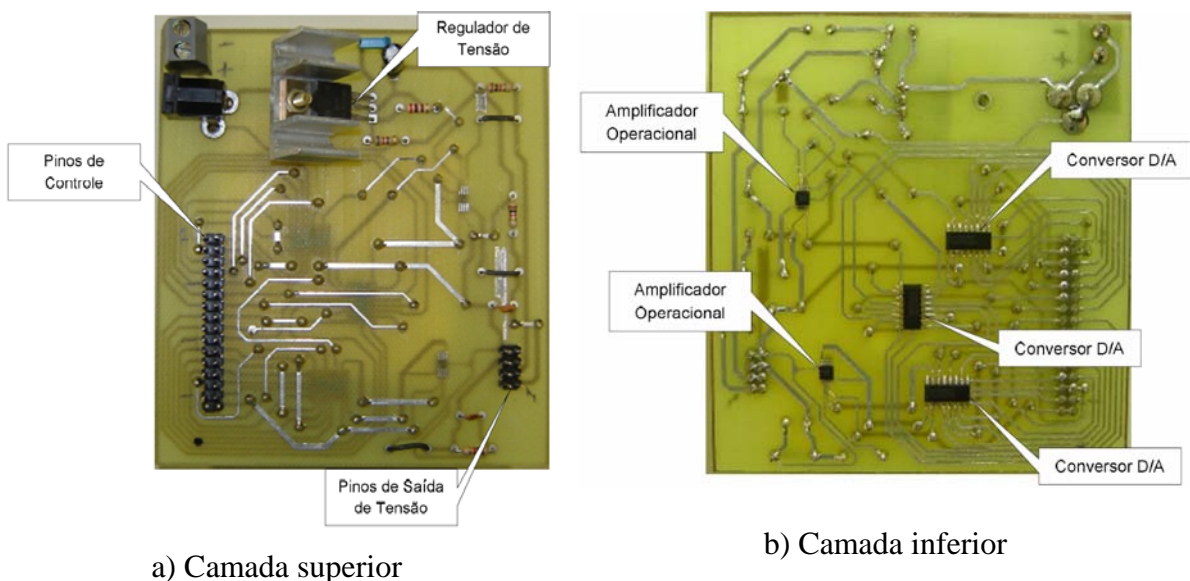 Regulador de
Tensão
Pinos de
Controle
Pinos de Saída
de Tensão
a) Camada superior
Amplificador
Operacional
Conversor D/A
Amplificador
Operacional
Conversor D/A
Conversor D/A
b) Camada inferior